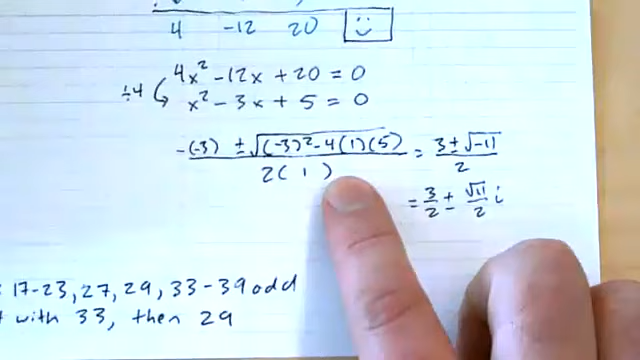 4 -12 20 ☺
÷4 4x² - 12x + 20 = 0
x² - 3x + 5 = 0
-(-3) ± √(-3)² - 4(1)(5) / 2(1) = 3 ± √-11 / 2
= 3/2 ± √11/2 i
17-23, 27, 29, 33-39 odd
with 33, then 29